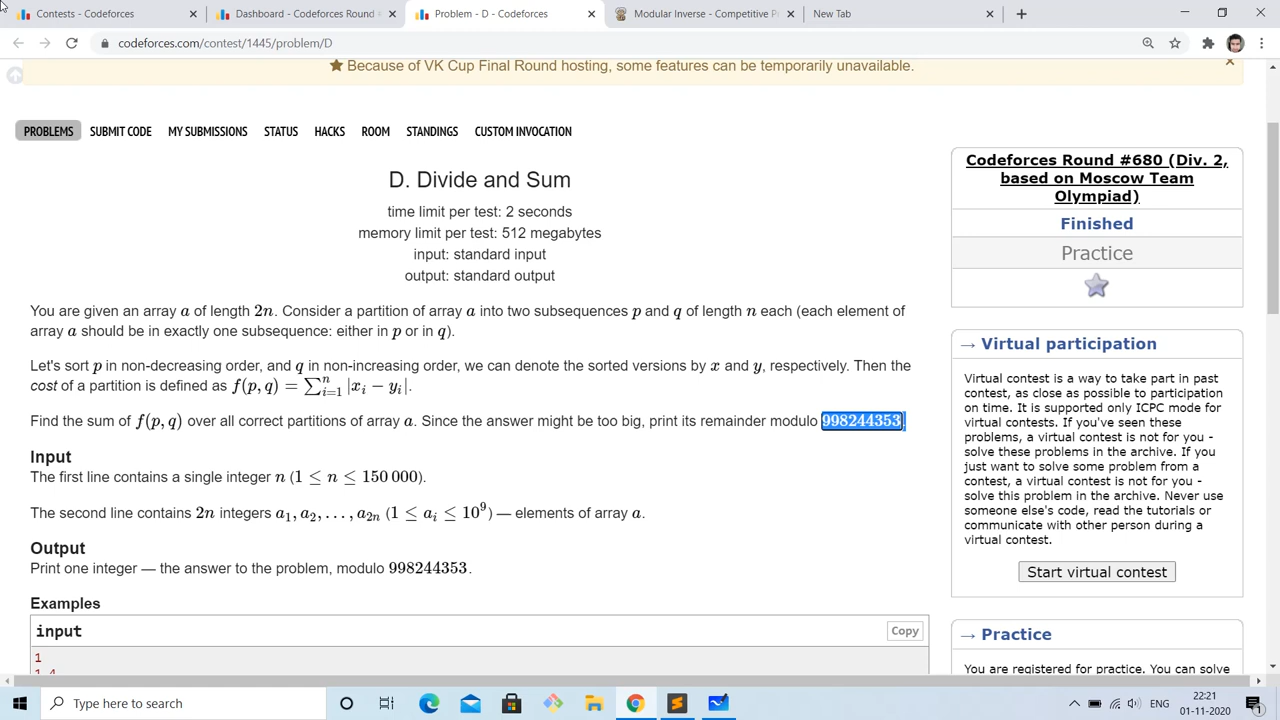 Contests - Codeforces
Dashboard - Codeforces Round #
Problem - D - Codeforces
Modular Inverse - Competitive P
New Tab
codeforces.com/contest/1445/problem/D
★ Because of VK Cup Final Round hosting, some features can be temporarily unavailable.
PROBLEMS SUBMIT CODE MY SUBMISSIONS STATUS HACKS ROOM STANDINGS CUSTOM INVOCATION
D. Divide and Sum
time limit per test: 2 seconds
memory limit per test: 512 megabytes
input: standard input
output: standard output
You are given an array a of length 2n. Consider a partition of array a into two subsequences p and q of length n each (each element of
array a should be in exactly one subsequence: either in p or in q).
Let's sort p in non-decreasing order, and q in non-increasing order, we can denote the sorted versions by x and y, respectively. Then the
cost of a partition is defined as f(p, q) = ∑ⁿᵢ₌₁ |xᵢ − yᵢ|.
Find the sum of f(p, q) over all correct partitions of array a. Since the answer might be too big, print its remainder modulo 998244353.
Input
The first line contains a single integer n (1 ≤ n ≤ 150 000).
The second line contains 2n integers a₁, a₂, …, a₂ₙ (1 ≤ aᵢ ≤ 10⁹) — elements of array a.
Output
Print one integer — the answer to the problem, modulo 998244353.
Examples
input
Copy
1
1 4
Codeforces Round #680 (Div. 2,
based on Moscow Team
Olympiad)
Finished
Practice
→ Virtual participation
Virtual contest is a way to take part in past
contest, as close as possible to participation
on time. It is supported only ICPC mode for
virtual contests. If you've seen these
problems, a virtual contest is not for you -
solve these problems in the archive. If you
just want to solve some problem from a
contest, a virtual contest is not for you -
solve this problem in the archive. Never use
someone else's code, read the tutorials or
communicate with other person during a
virtual contest.
Start virtual contest
→ Practice
You are registered for practice. You can solve
Type here to search
ENG
22:21
01-11-2020